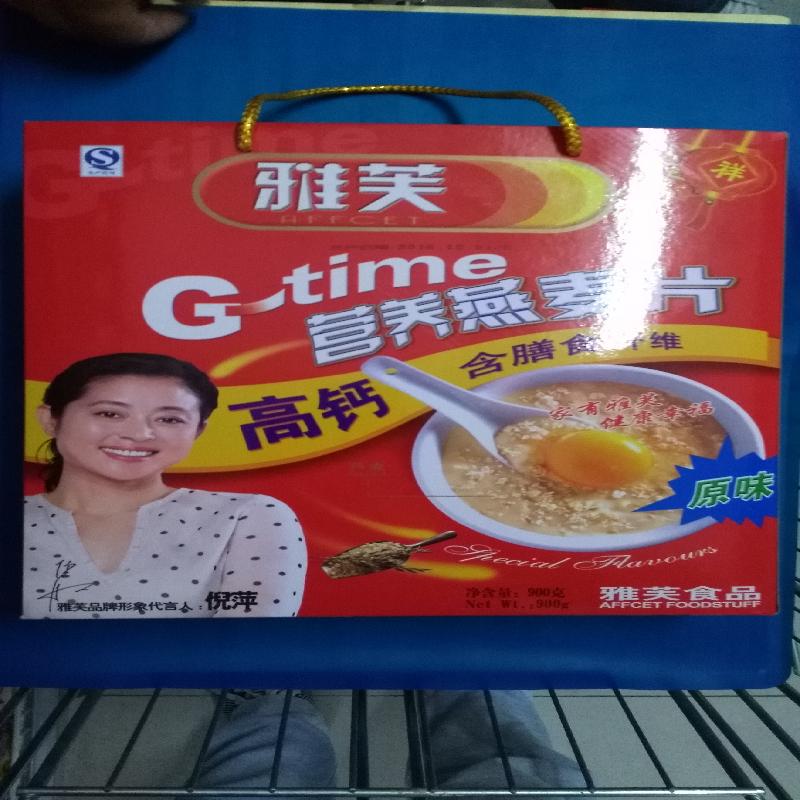 雅芙
AFFCET
G-time
营养燕麦片
含膳食纤维
高钙
家有雅芙
健康幸福
原味
Special Flavours
净含量：900克
Net Wt.:900g
雅芙食品
AFFCET FOODSTUFF
雅芙品牌形象代言人：倪萍
祥